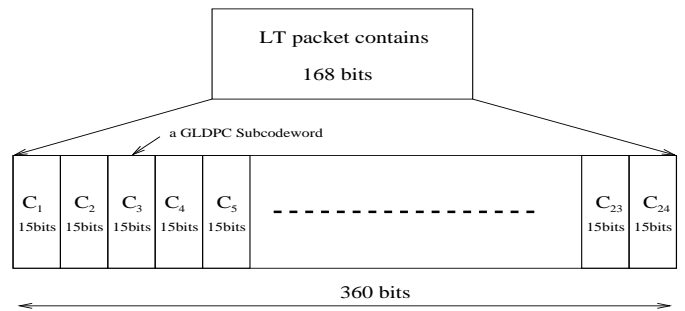 LT packet contains
168 bits
a GLDPC Subcodeword
C1 C2 C3 C4 C5 C23 C24
15bits 15bits 15bits 15bits 15bits 15bits 15bits
360 bits